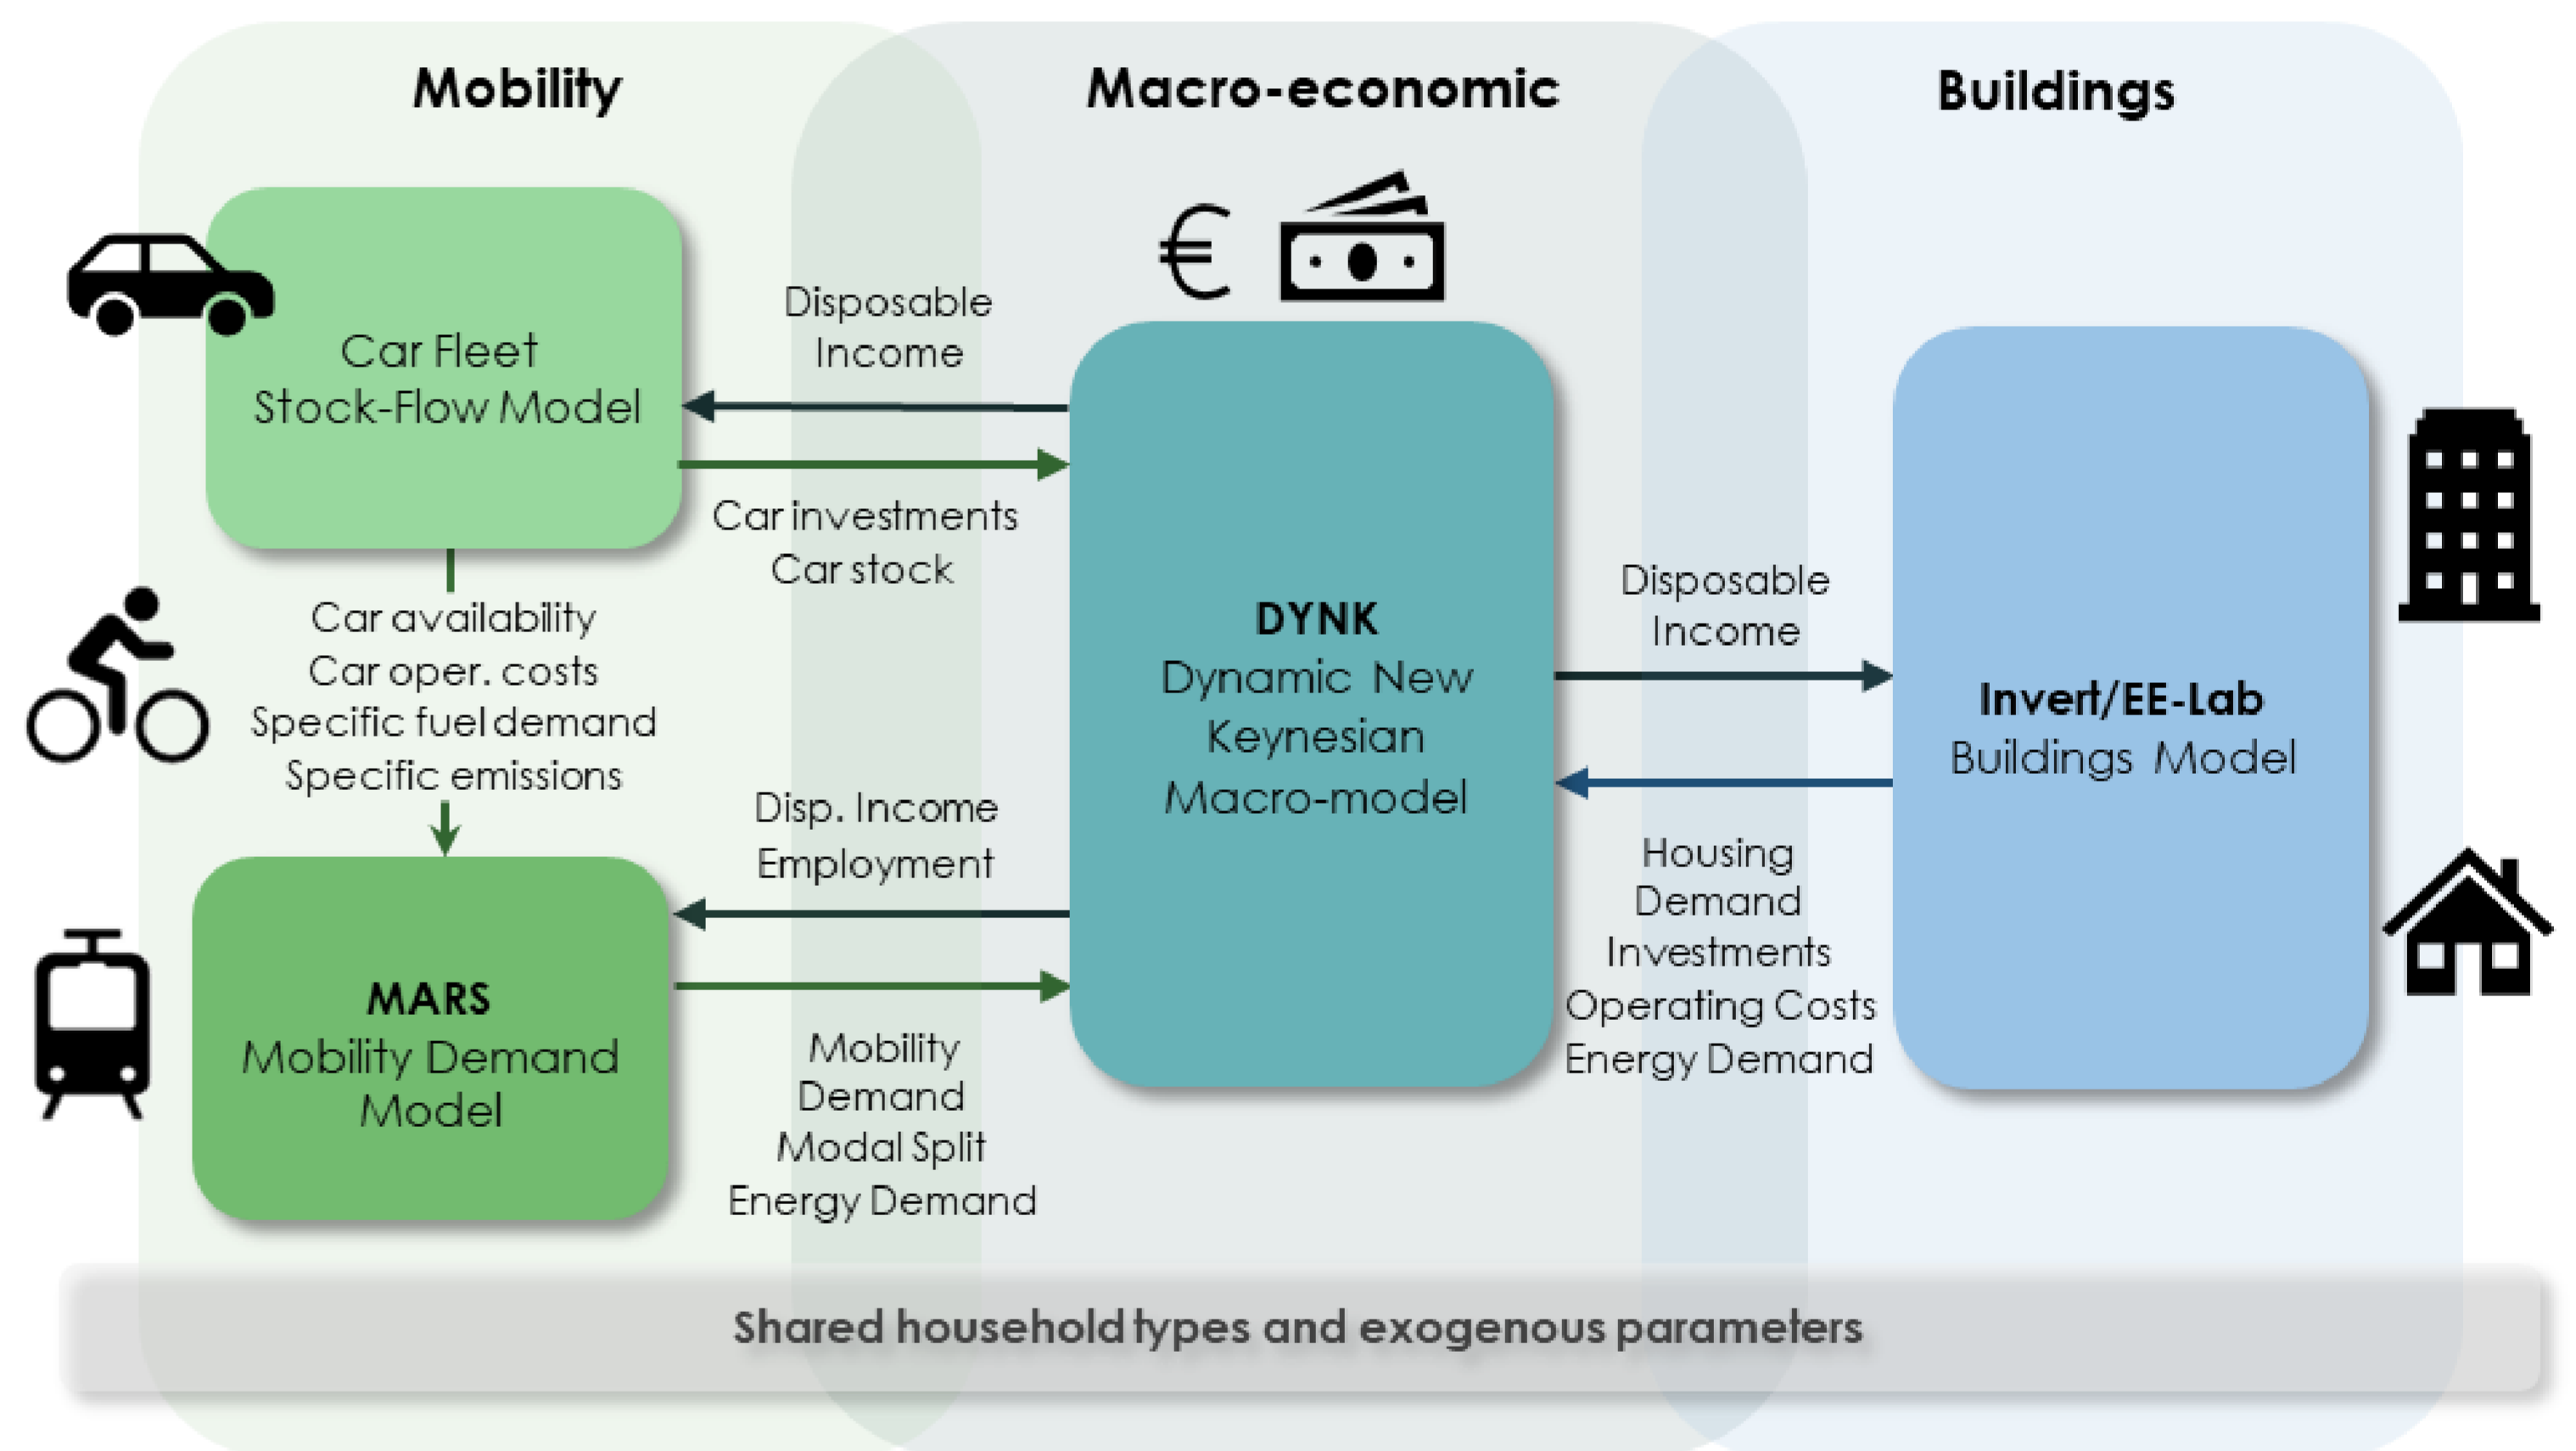 Mobility
Macro-economic
Buildings
€
Car Fleet
Stock-Flow Model
Disposable
Income
Car investments
Car stock
Car availability
Car oper. costs
Specific fuel demand
Specific emissions
Disp. Income
Employment
MARS
Mobility Demand
Model
Mobility
Demand
Modal Split
Energy Demand
DYNK
Dynamic New
Keynesian
Macro-model
Disposable
Income
Housing
Demand
Investments
Operating Costs
Energy Demand
Invert/EE-Lab
Buildings Model
Shared household types and exogenous parameters